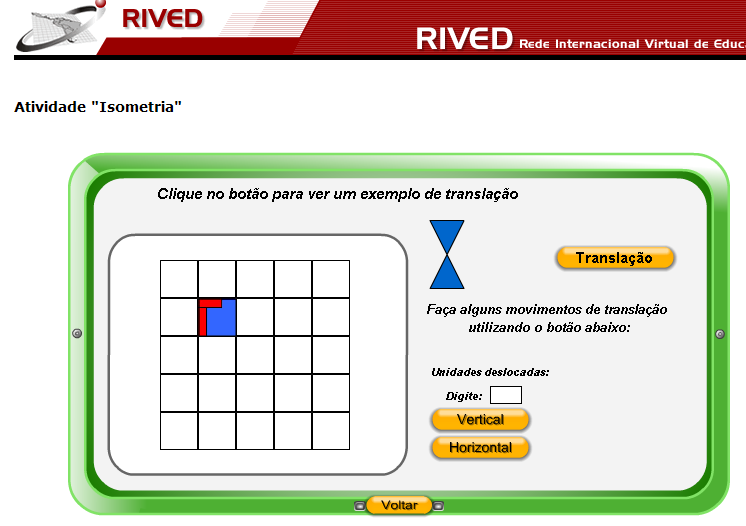 RIVED
RIVED Rede Internacional Virtual de Educ
Atividade "Isometria"
Clique no botão para ver um exemplo de translação
Translação
Faça alguns movimentos de translação
utilizando o botão abaixo:
Unidades deslocadas:
Digite:
Vertical
Horizontal
Voltar